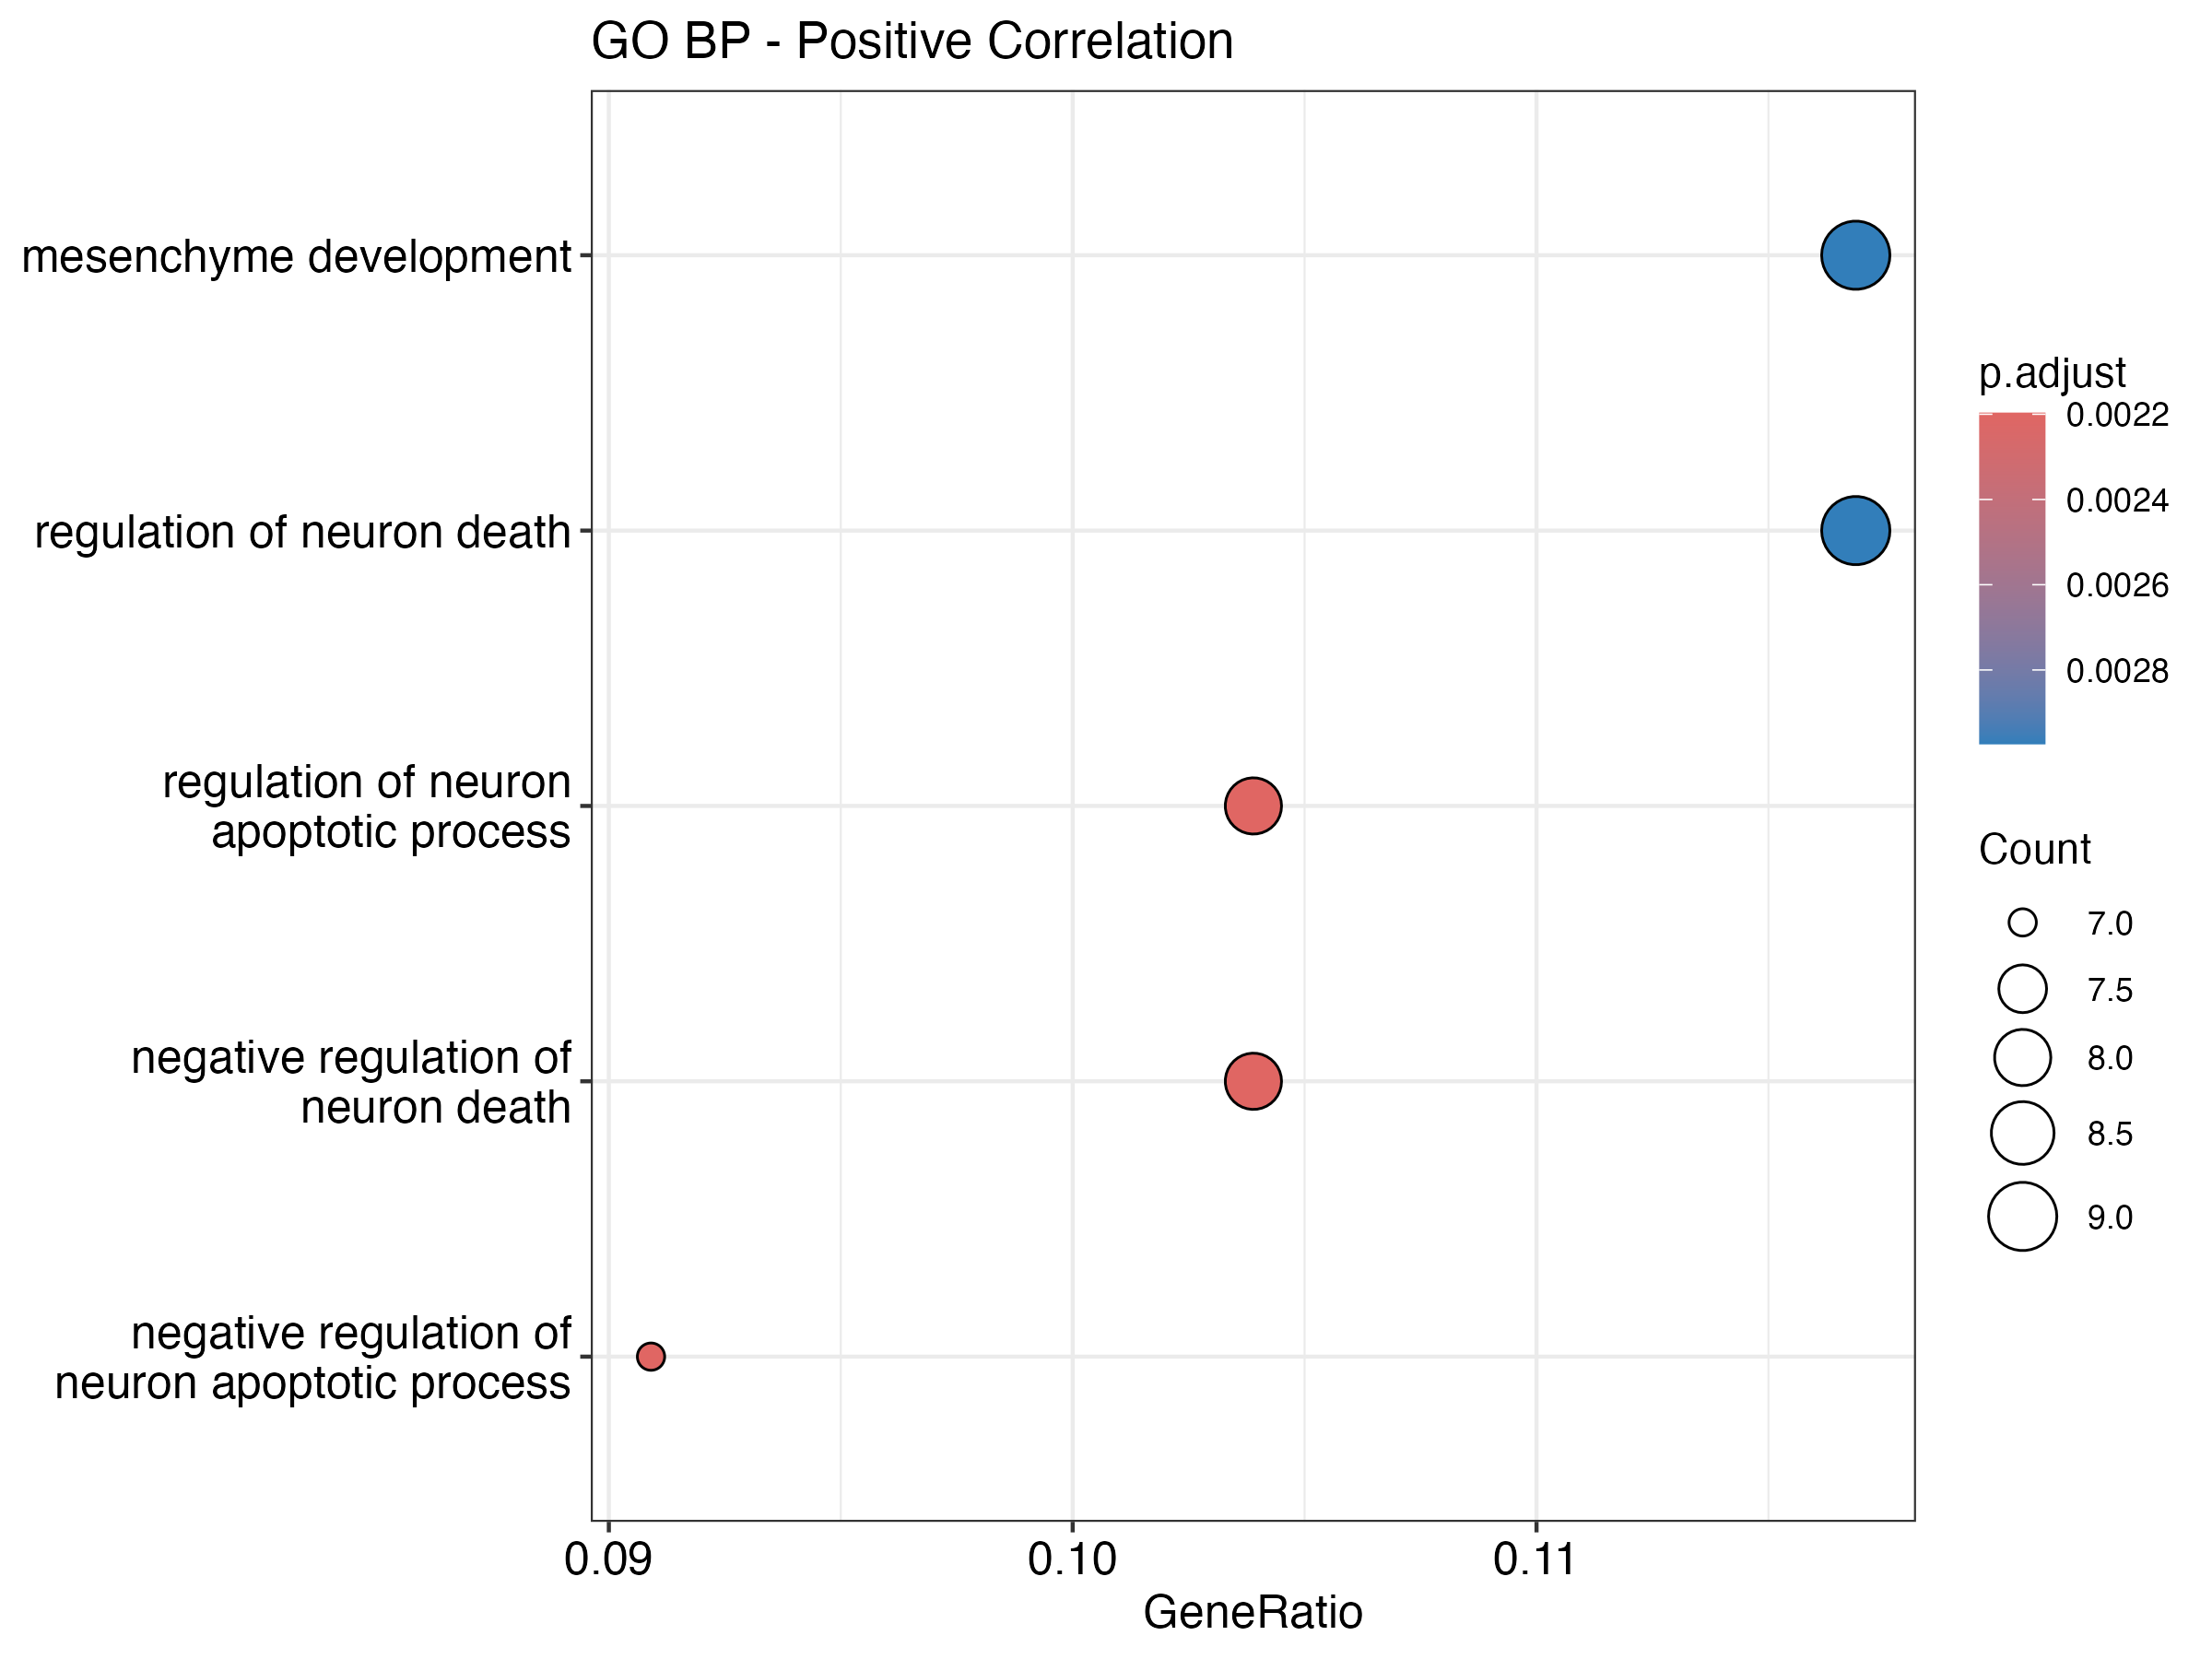 GO BP - Positive Correlation
mesenchyme development
regulation of neuron death
regulation of neuron
apoptotic process
negative regulation of
neuron death
negative regulation of
neuron apoptotic process
0.09
0.10
0.11
GeneRatio
p.adjust
0.0022
0.0024
0.0026
0.0028
Count
7.0
7.5
8.0
8.5
9.0